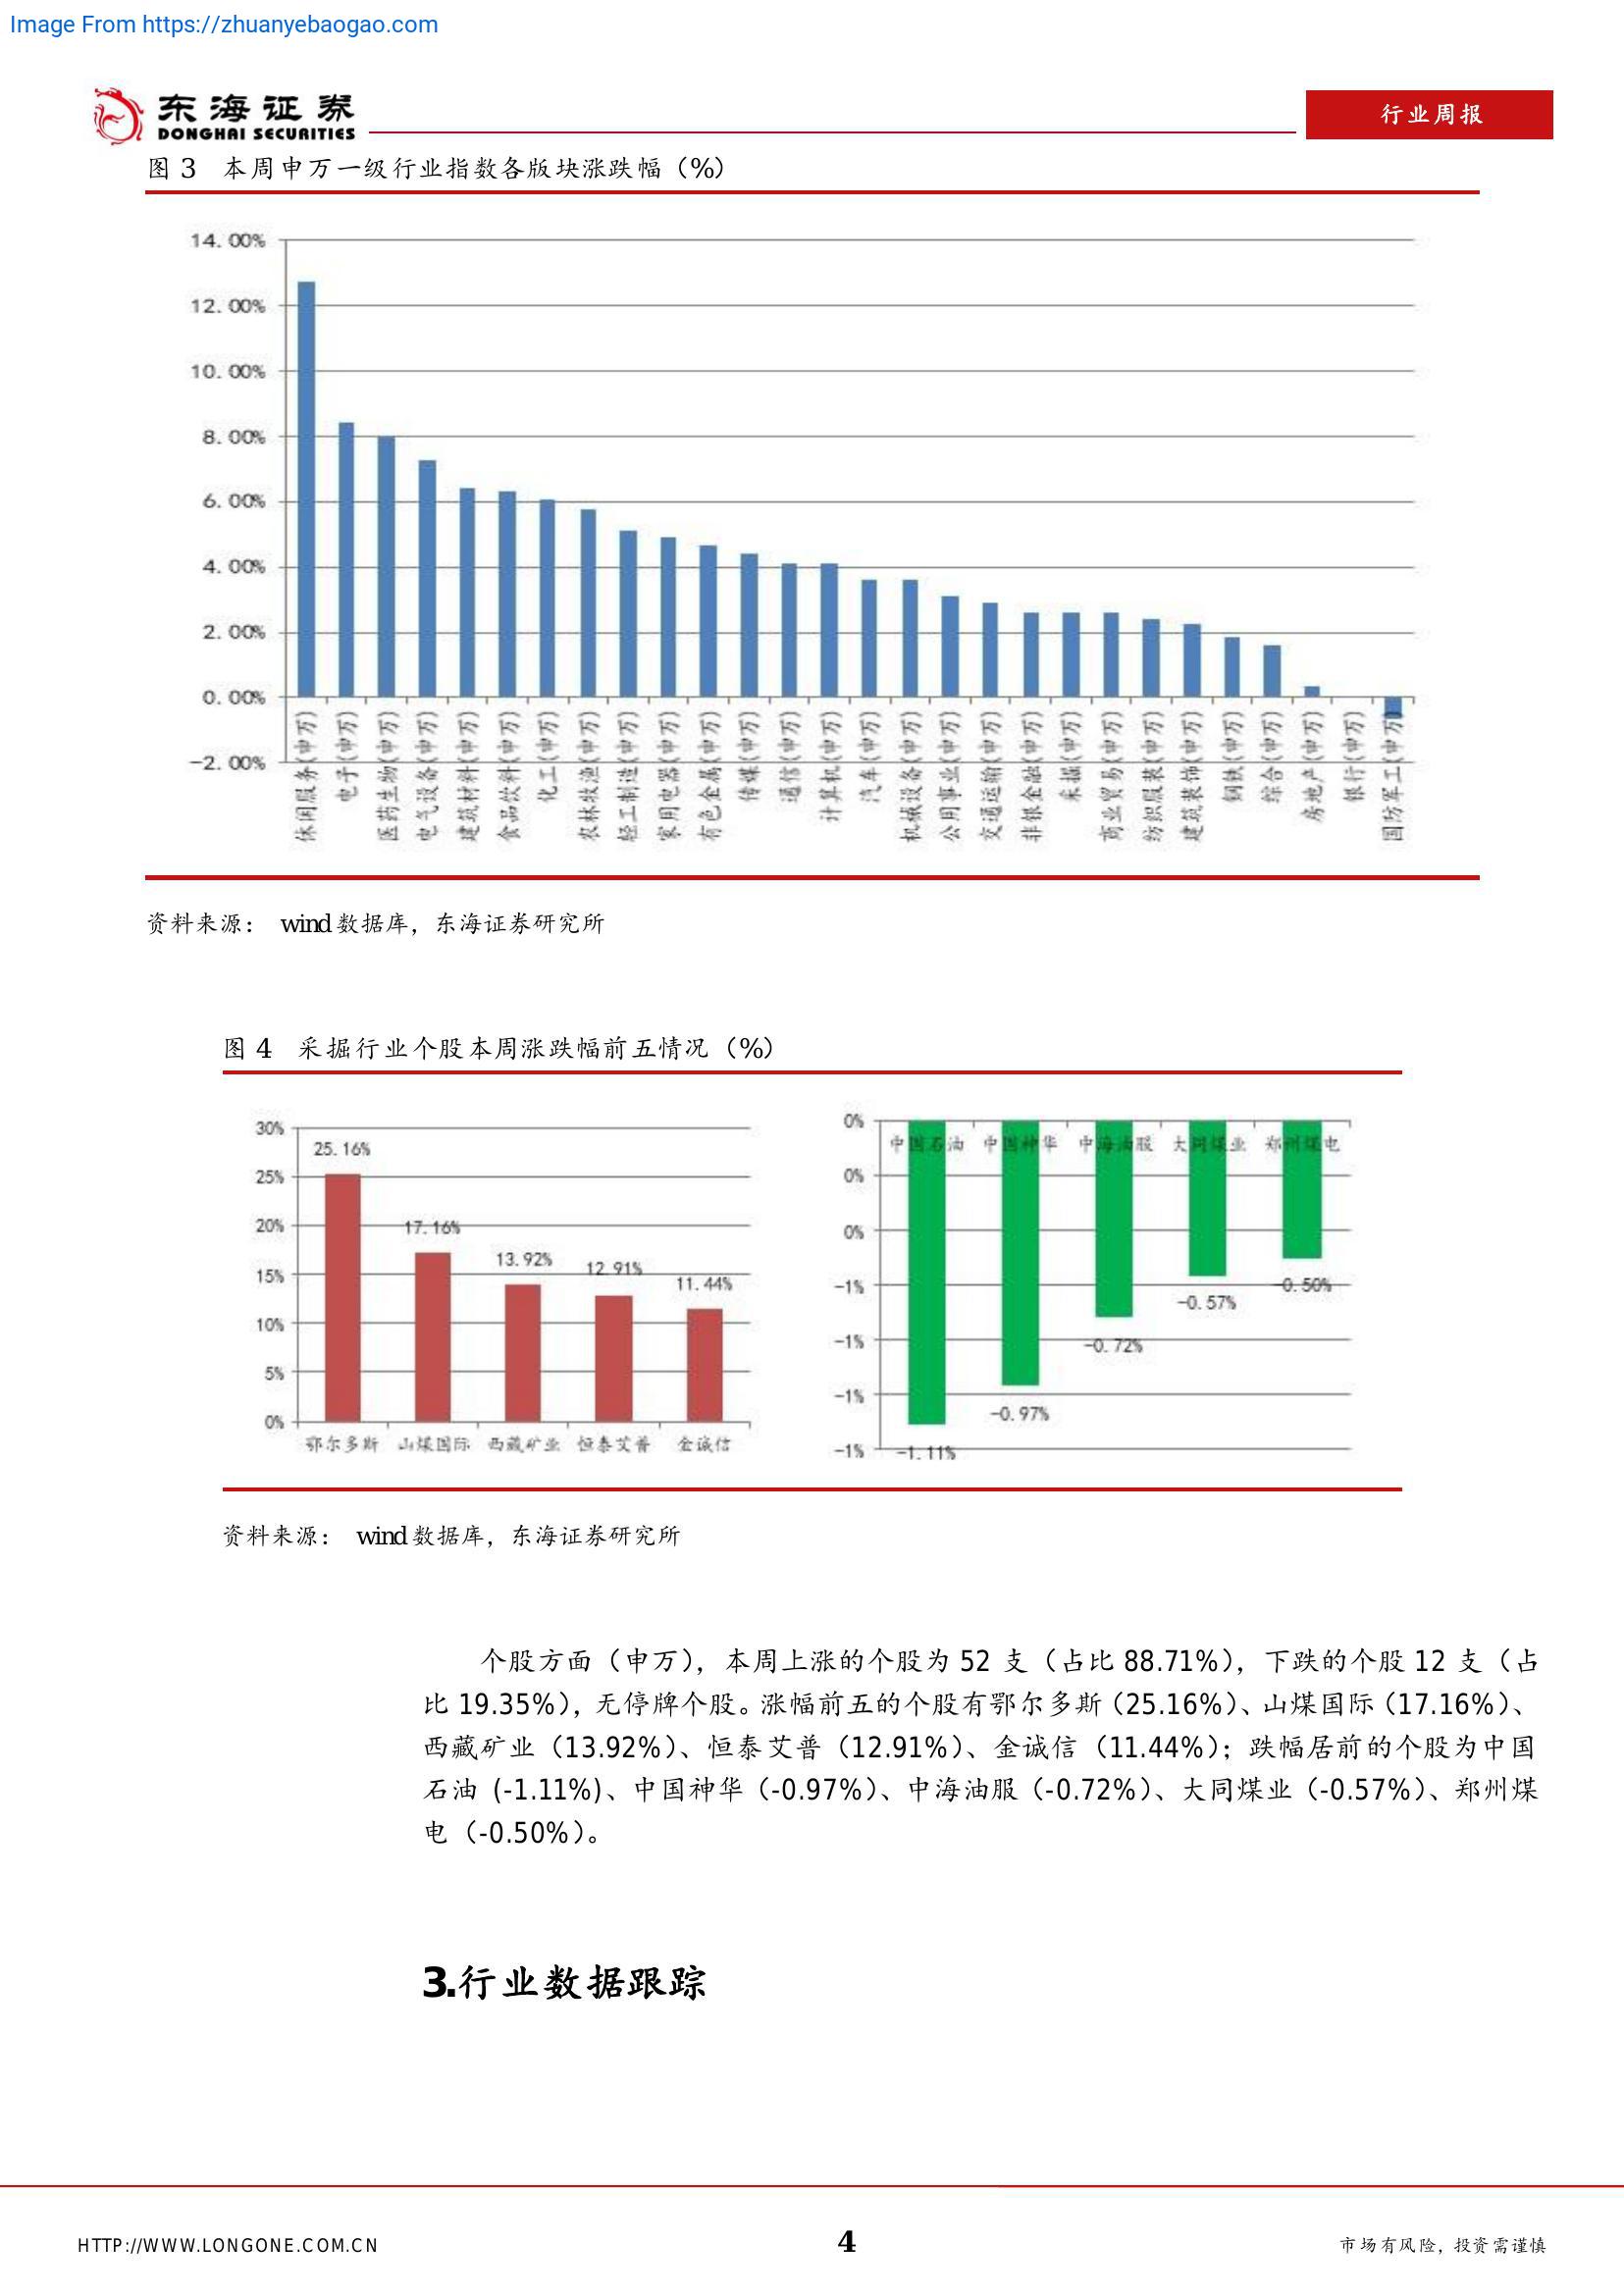 Image From https://zhuanyebaogao.com
东海证券
DONGHAI SECURITIES
行业周报
图 3 本周申万一级行业指数各版块涨跌幅（%）
14.00%
12.00%
10.00%
8.00%
6.00%
4.00%
2.00%
0.00%
-2.00%
休闲服务(申万)
电子(申万)
医药生物(申万)
电气设备(申万)
建筑材料(申万)
食品饮料(申万)
化工(申万)
农林牧渔(申万)
轻工制造(申万)
家用电器(申万)
有色金属(申万)
传媒(申万)
通信(申万)
计算机(申万)
汽车(申万)
机械设备(申万)
公用事业(申万)
交通运输(申万)
非银金融(申万)
采掘(申万)
商业贸易(申万)
纺织服装(申万)
建筑装饰(申万)
钢铁(申万)
综合(申万)
房地产(申万)
银行(申万)
国防军工(申万)
资料来源： wind 数据库，东海证券研究所
图 4 采掘行业个股本周涨跌幅前五情况（%）
30%
25%
20%
15%
10%
5%
0%
25.16%
17.16%
13.92%
12.91%
11.44%
鄂尔多斯 山煤国际 西藏矿业 恒泰艾普 金诚信
0%
0%
0%
-1%
-1%
-1%
-1%
中国石油 中国神华 中海油服 大同煤业 郑州煤电
-1.11%
-0.97%
-0.72%
-0.57%
-0.50%
资料来源： wind 数据库，东海证券研究所
个股方面（申万），本周上涨的个股为 52 支（占比 88.71%），下跌的个股 12 支（占
比 19.35%），无停牌个股。涨幅前五的个股有鄂尔多斯（25.16%）、山煤国际（17.16%）、
西藏矿业（13.92%）、恒泰艾普（12.91%）、金诚信（11.44%）；跌幅居前的个股为中国
石油 (-1.11%)、中国神华（-0.97%）、中海油服（-0.72%）、大同煤业（-0.57%）、郑州煤
电（-0.50%）。
3.行业数据跟踪
HTTP://WWW.LONGONE.COM.CN
4
市场有风险，投资需谨慎